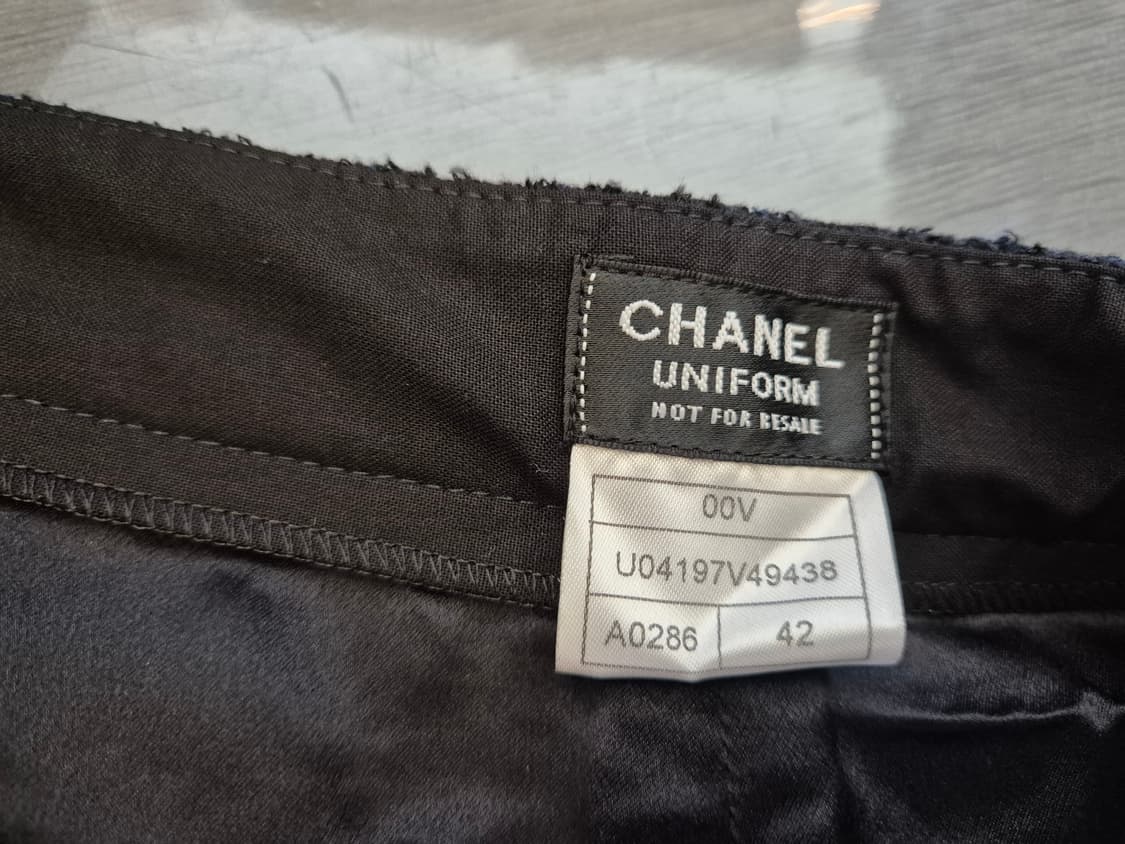 CHANEL
UNIFORM
NOT FOR RESALE
00V
U04197V49438
A0286 42